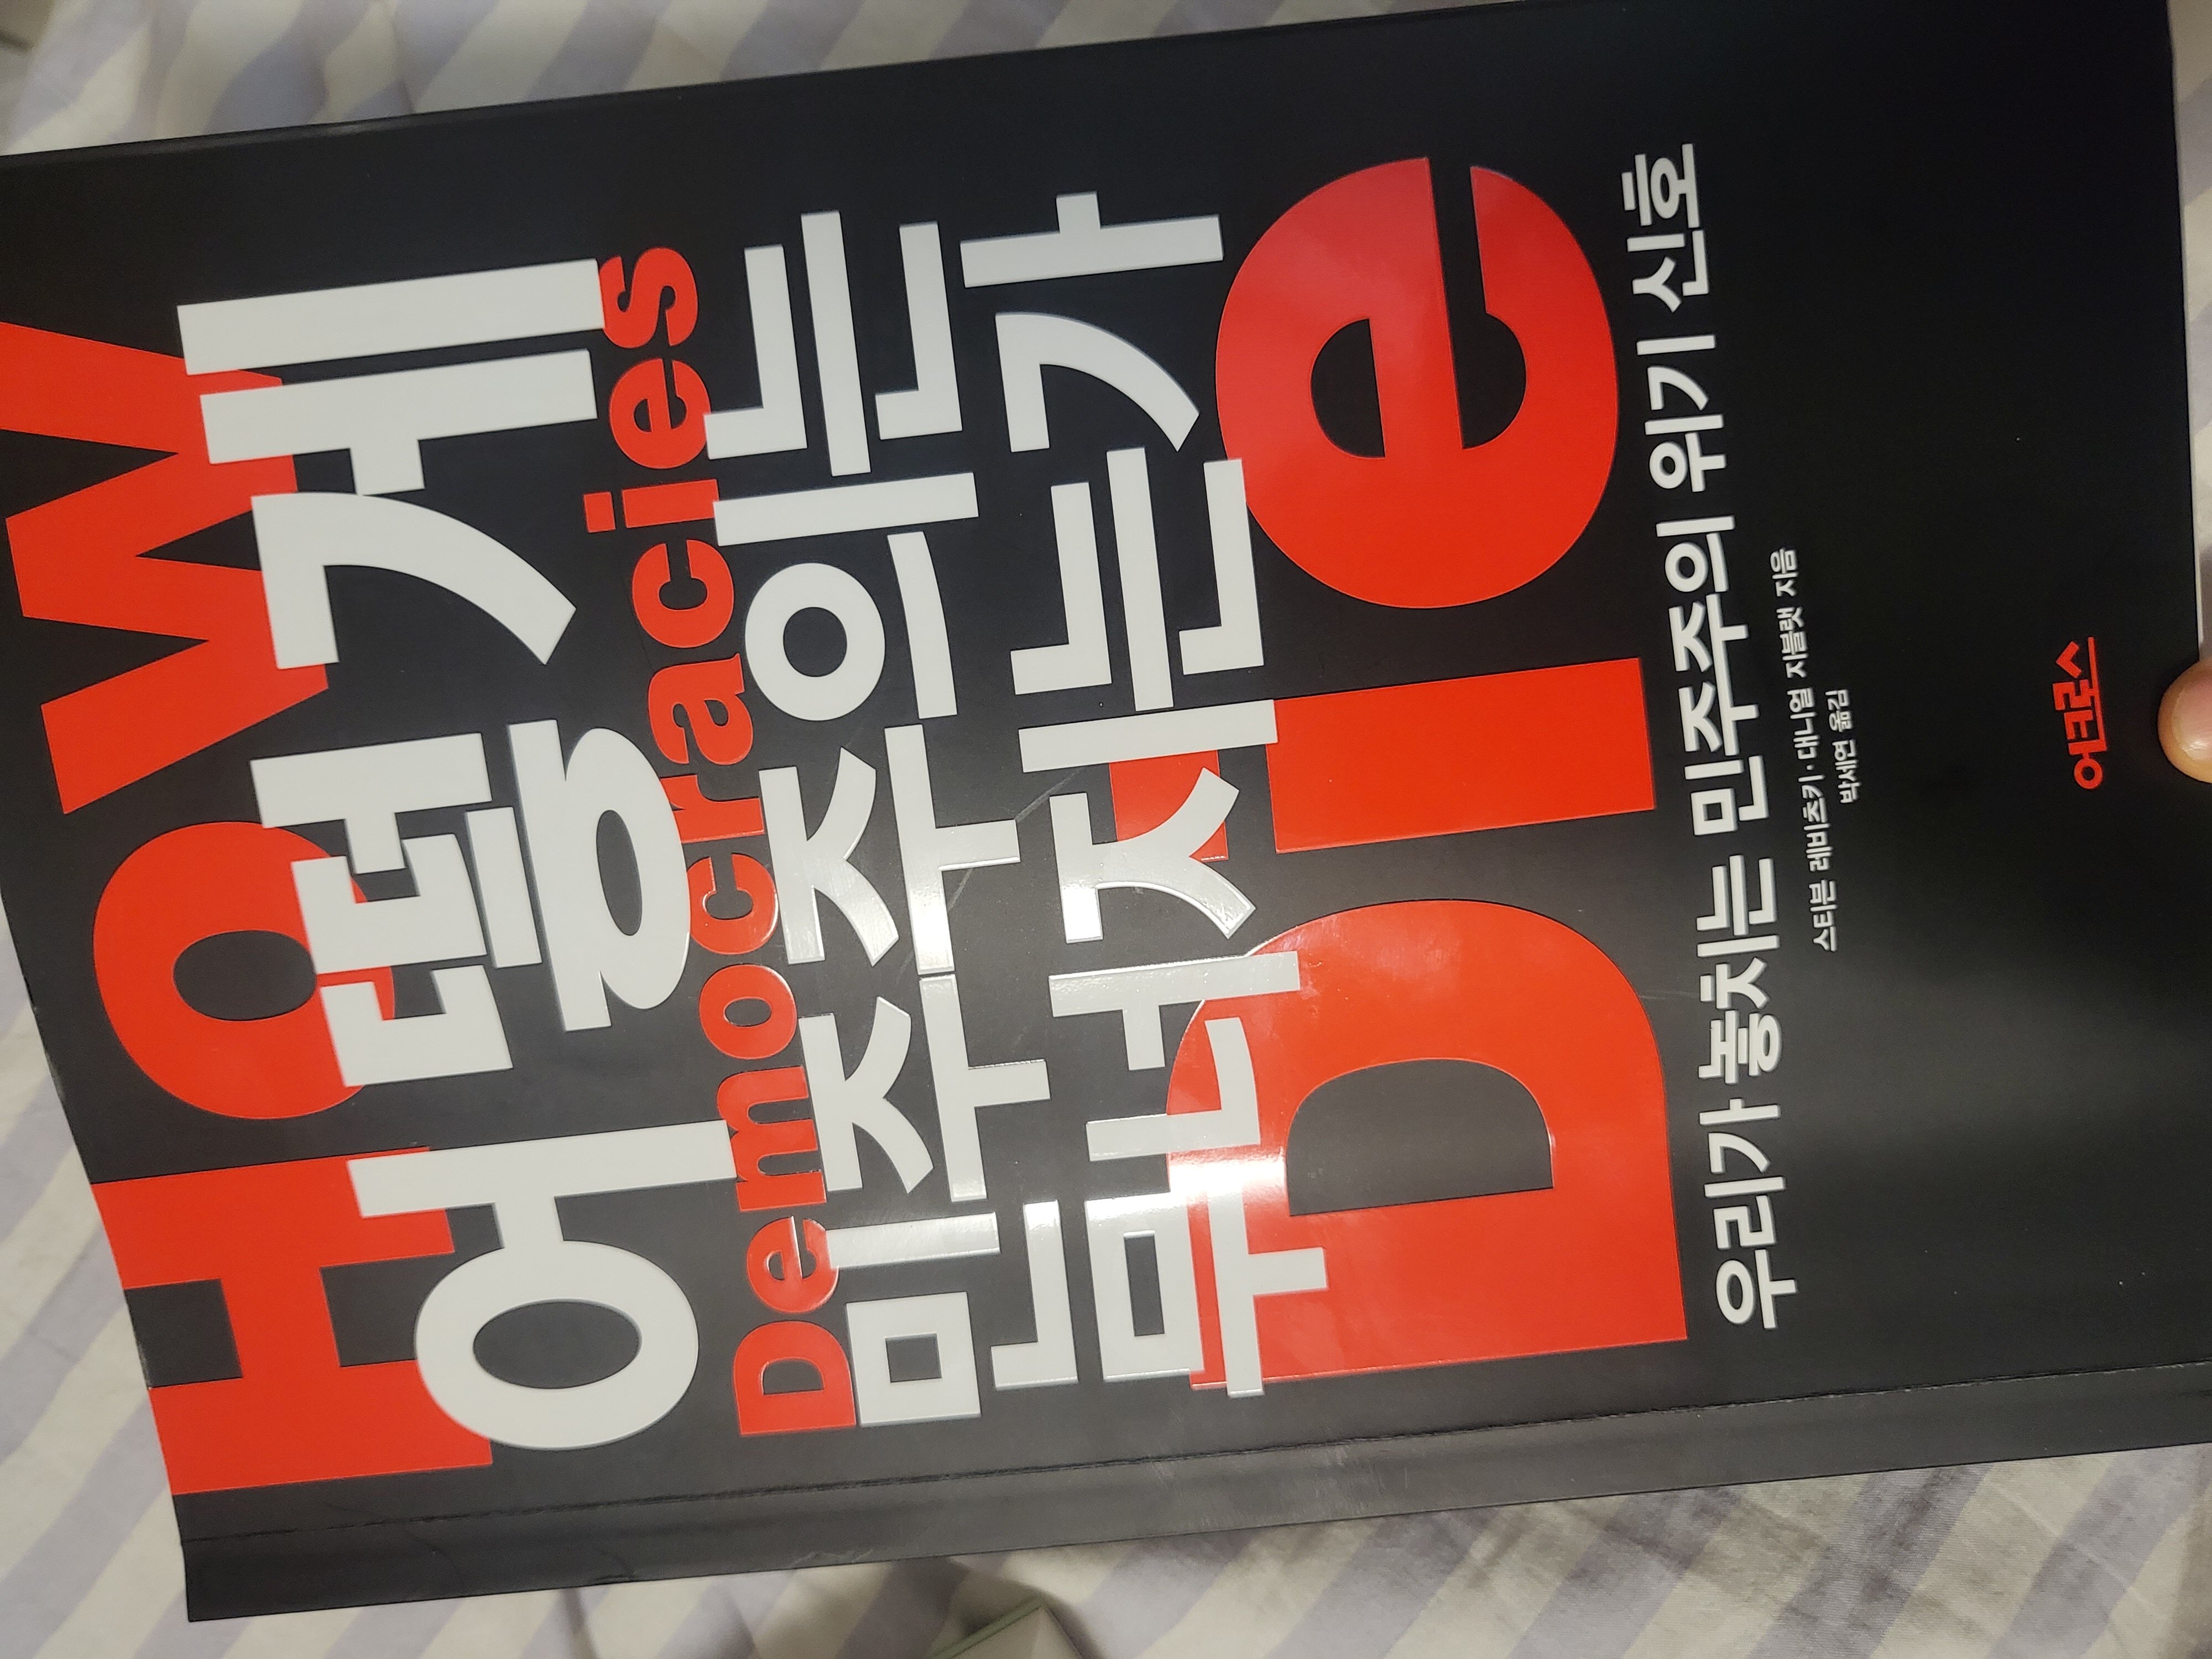 How
어떻게
Democracies
민주주의는
무너지는가
Die
우리가 놓치는 민주주의 위기 신호
스티븐 레비츠키·대니얼 지블랫 지음
박세연 옮김
어크로스